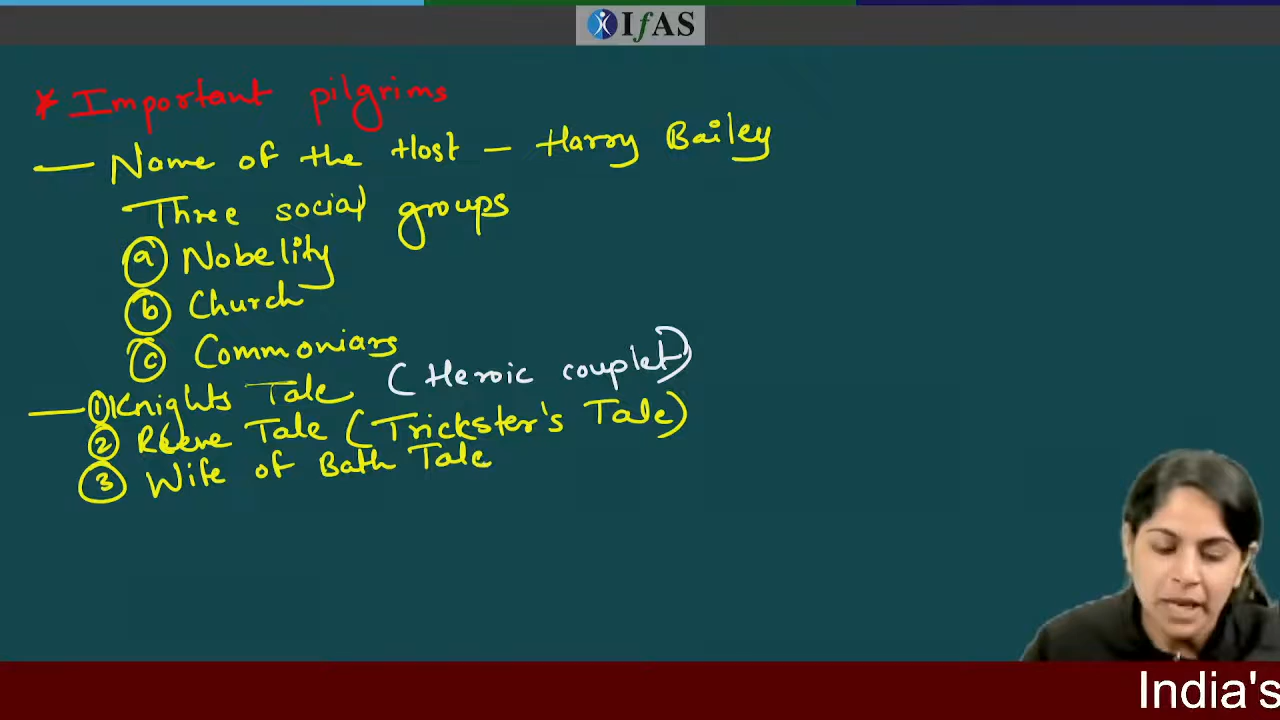 IfAS
* Important pilgrims
— Name of the Host - Harry Bailey
Three social groups
(a) Nobelity
(b) Church
(c) Commoniars
— (1) Knights Tale (Heroic couplet)
(2) Reeve Tale (Trickster's Tale)
(3) Wife of Bath Tale
India's